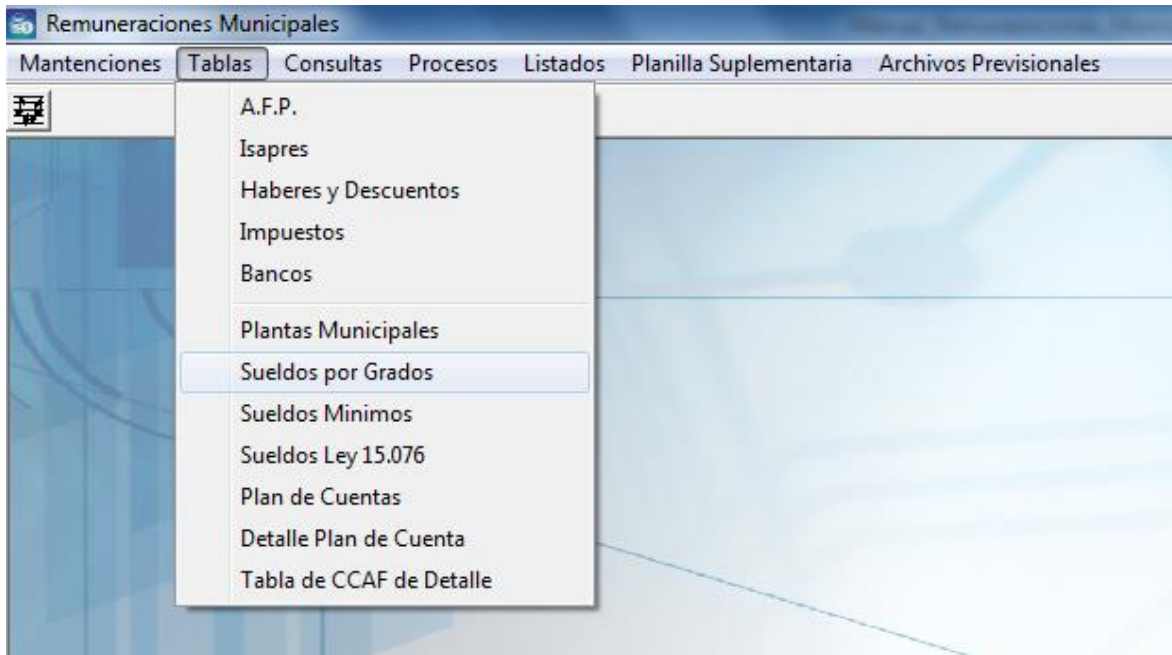 Remuneraciones Municipales
Mantenciones Tablas Consultas Procesos Listados Planilla Suplementaria Archivos Previsionales
A.F.P.
Isapres
Haberes y Descuentos
Impuestos
Bancos
Plantas Municipales
Sueldos por Grados
Sueldos Minimos
Sueldos Ley 15.076
Plan de Cuentas
Detalle Plan de Cuenta
Tabla de CCAF de Detalle